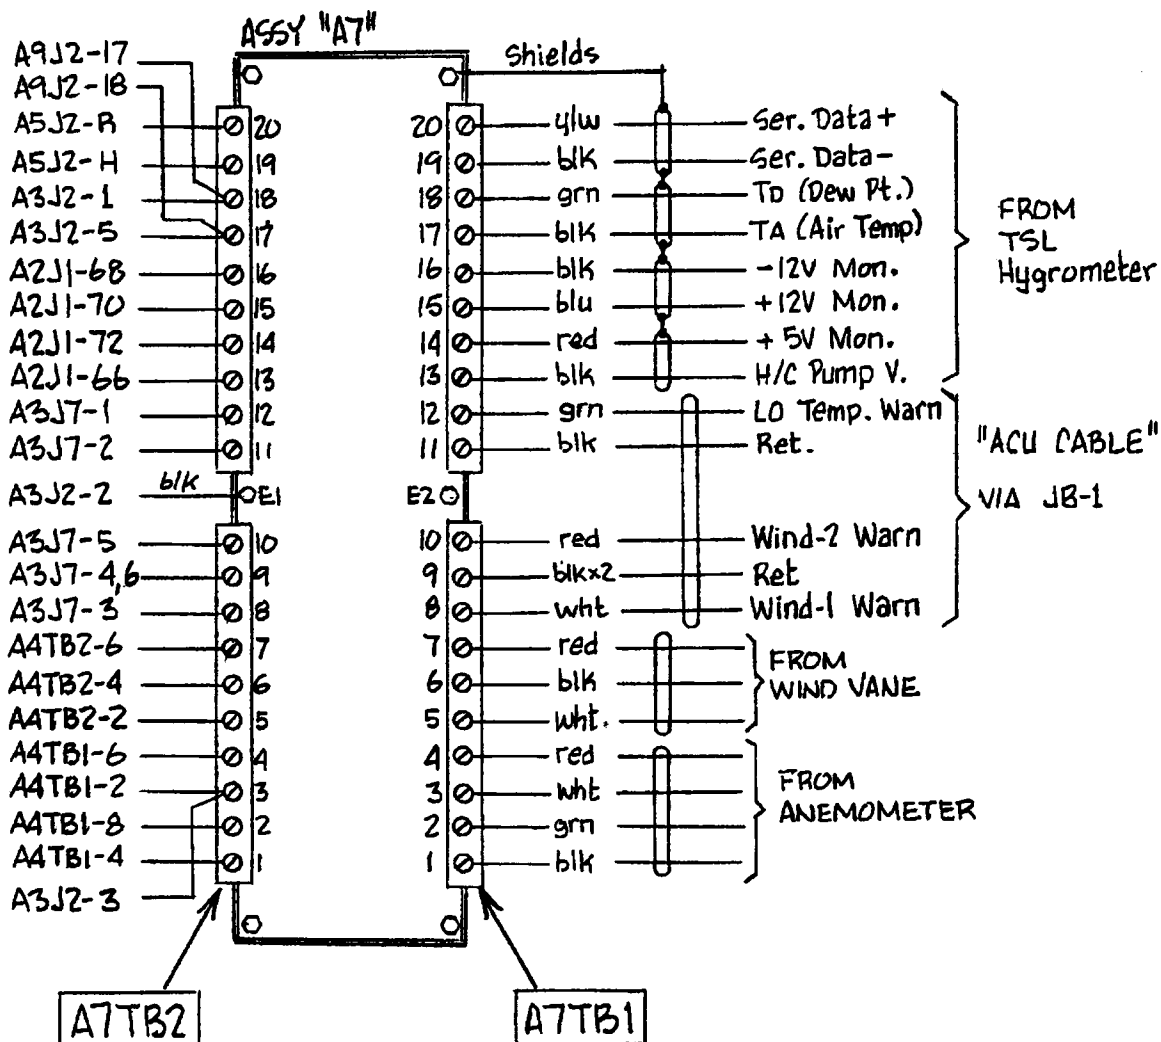 ASSY "A7"
Shields
A9J2-17
A9J2-18
A5J2-R 20 20 ylw Ser. Data+
A5J2-H 19 19 blk Ser. Data-
A3J2-1 18 18 grn TD (Dew Pt.)
A3J2-5 17 17 blk TA (Air Temp)
A2J1-68 16 16 blk -12V Mon.
A2J1-70 15 15 blu +12V Mon.
A2J1-72 14 14 red +5V Mon.
A2J1-66 13 13 blk H/C Pump V.
FROM
TSL
Hygrometer
A3J7-1 12 12 grn LO Temp. Warn
A3J7-2 11 11 blk Ret.
A3J2-2 blk E1 E2
A3J7-5 10 10 red Wind-2 Warn
A3J7-4,6 9 9 blk×2 Ret
A3J7-3 8 8 wht Wind-1 Warn
"ACU CABLE"
VIA JB-1
A4TB2-6 7 7 red
A4TB2-4 6 6 blk
A4TB2-2 5 5 wht.
FROM
WIND VANE
A4TB1-6 4 4 red
A4TB1-2 3 3 wht
A4TB1-8 2 2 grn
A4TB1-4 1 1 blk
A3J2-3
FROM
ANEMOMETER
A7TB2
A7TB1